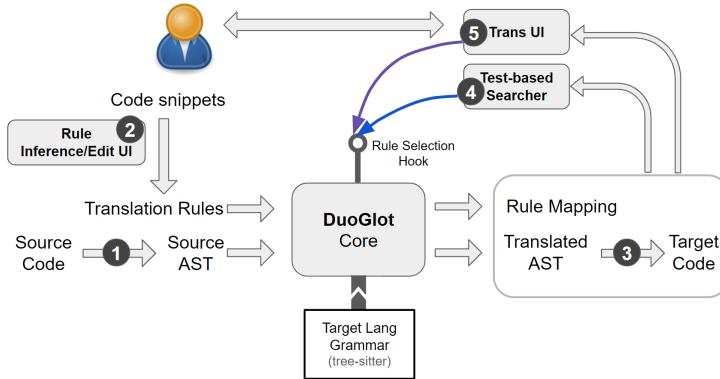 5
Trans UI
4
Test-based
Searcher
Code snippets
2
Rule
Inference/Edit UI
Rule Selection
Hook
Translation Rules
DuoGlot
Core
Rule Mapping
Source
Code
1
Source
AST
Translated
AST
3
Target
Code
Target Lang
Grammar
(tree-sitter)